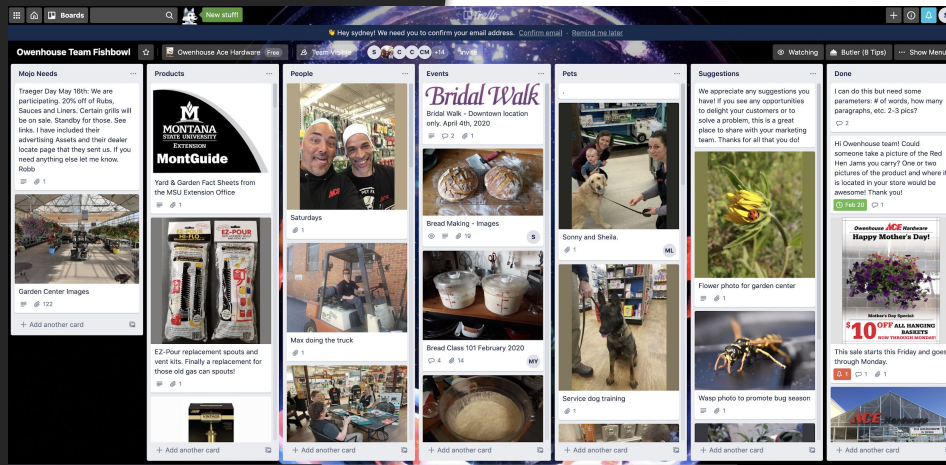 Boards
New stuff!
Trello
Hey sydney! We need you to confirm your email address. Confirm email · Remind me later
Owenhouse Team Fishbowl
Owenhouse Ace Hardware Free
Team Visible
S
C
C
CM
+14
Invite
Watching
Butler (8 Tips)
Show Menu
Mojo Needs
Traeger Day May 16th: We are
participating. 20% off of Rubs,
Sauces and Liners. Certain grills will
be on sale. Standby for those. See
links. I have included their
advertising Assets and their dealer
locate page that they sent us. If you
need anything else let me know.
Robb
1
Garden Center Images
122
+ Add another card
Products
MONTANA
STATE UNIVERSITY
EXTENSION
MontGuide
Yard & Garden Fact Sheets from
the MSU Extension Office
1
HI-FLO
EZ-POUR
EZ-Pour replacement spouts and
vent kits. Finally a replacement for
those old gas can spouts!
1
VINTAGE
+ Add another card
People
ACE
Saturdays
1
Max doing the truck
1
+ Add another card
Events
Bridal Walk
Bridal Walk - Downtown location
only. April 4th, 2020
2
1
Bread Making - Images
19
S
Bread Class 101 February 2020
4
14
MY
+ Add another card
Pets
.
Sonny and Sheila.
1
ML
Service dog training
1
+ Add another card
Suggestions
We appreciate any suggestions you
have! If you see any opportunities
to delight your customers or to
solve a problem, this is a great
place to share with your marketing
team. Thanks for all that you do!
Flower photo for garden center
1
Wasp photo to promote bug season
1
+ Add another card
Done
I can do this but need some
parameters: # of words, how many
paragraphs, etc. 2-3 pics?
2
Hi Owenhouse team! Could
someone take a picture of the Red
Hen Jams you carry? One or two
pictures of the product and where it
is located in your store would be
awesome! Thank you!
Feb 20
1
Owenhouse ACE Hardware
Happy Mother's Day!
Mother's Day Special!
$10 OFF ALL HANGING
BASKETS
NOW THROUGH MONDAY!
This sale starts this Friday and goes
through Monday.
1
1
1
ACE
+ Add another card